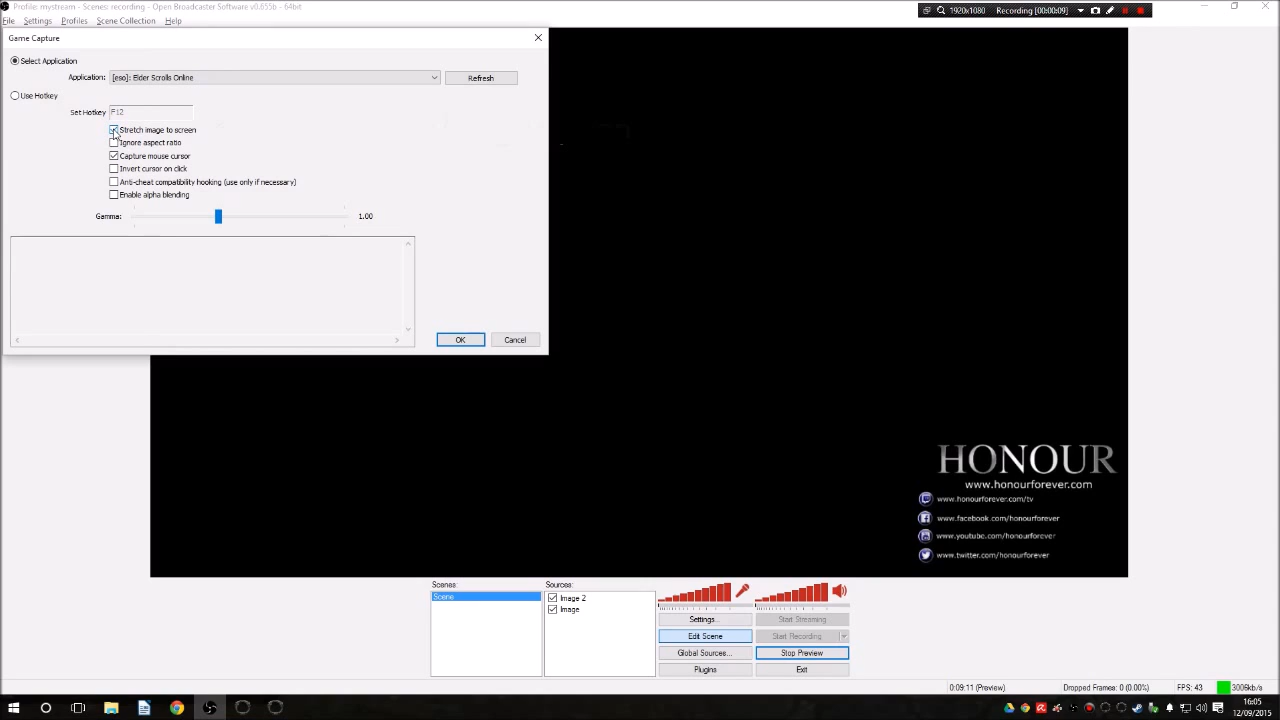 Profile: mystream - Scenes: recording - Open Broadcaster Software v0.655b - 64bit
1920x1080 Recording [00:00:09]
File Settings Profiles Scene Collection Help
Game Capture
Select Application
Application: [eso]: Elder Scrolls Online Refresh
Use Hotkey
Set Hotkey F12
Stretch image to screen
Ignore aspect ratio
Capture mouse cursor
Invert cursor on click
Anti-cheat compatibility hooking (use only if necessary)
Enable alpha blending
Gamma: 1.00
OK Cancel
HONOUR
www.honourforever.com
www.honourforever.com/tv
www.facebook.com/honourforever
www.youtube.com/honourforever
www.twitter.com/honourforever
Scenes: Sources:
Scene
Image 2
Image
Settings... Start Streaming
Edit Scene Start Recording
Global Sources... Stop Preview
Plugins Exit
0:09:11 (Preview) Dropped Frames: 0 (0.00%) FPS: 43 3006kb/s
16:05
12/09/2015